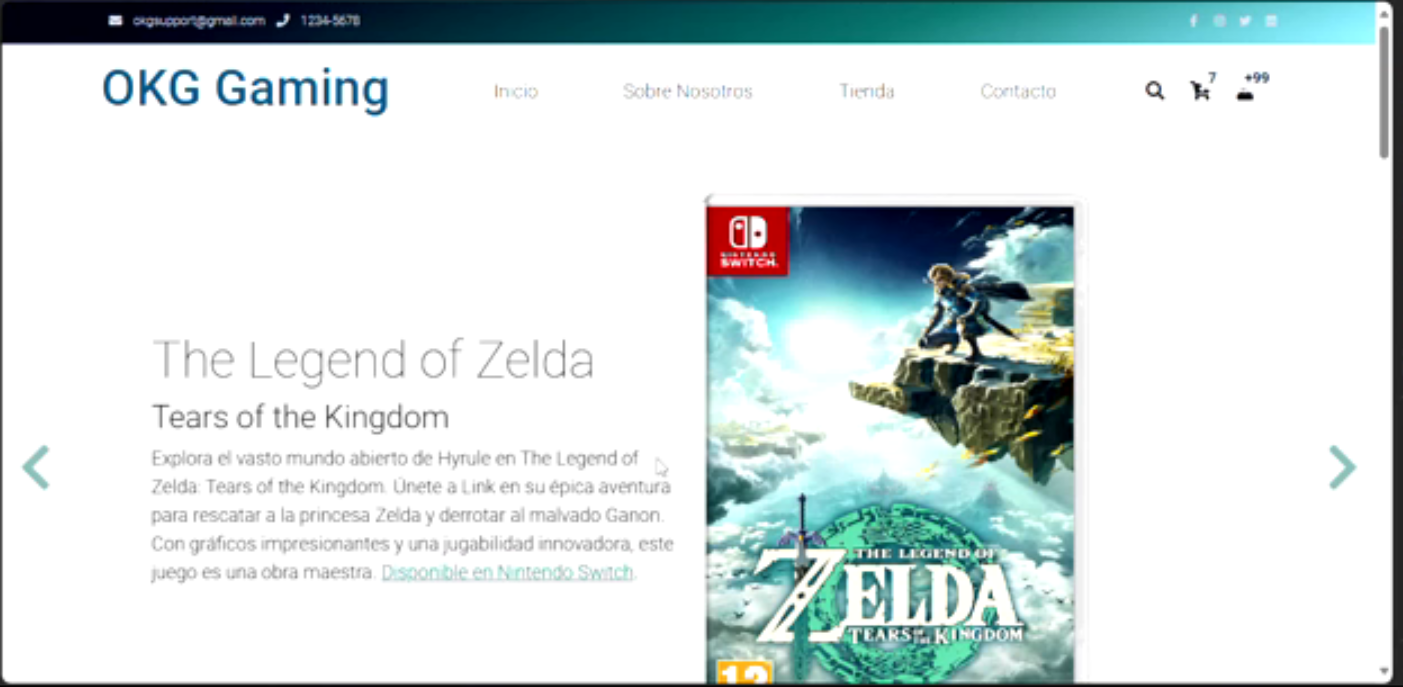 okgsupport@gmail.com 1234-5678
OKG Gaming
Inicio Sobre Nosotros Tienda Contacto
7 +99
NINTENDO
SWITCH.
The Legend of Zelda
Tears of the Kingdom
Explora el vasto mundo abierto de Hyrule en The Legend of
Zelda: Tears of the Kingdom. Únete a Link en su épica aventura
para rescatar a la princesa Zelda y derrotar al malvado Ganon.
Con gráficos impresionantes y una jugabilidad innovadora, este
juego es una obra maestra. Disponible en Nintendo Switch.
THE LEGEND OF
ZELDA
TEARS OF THE KINGDOM
12